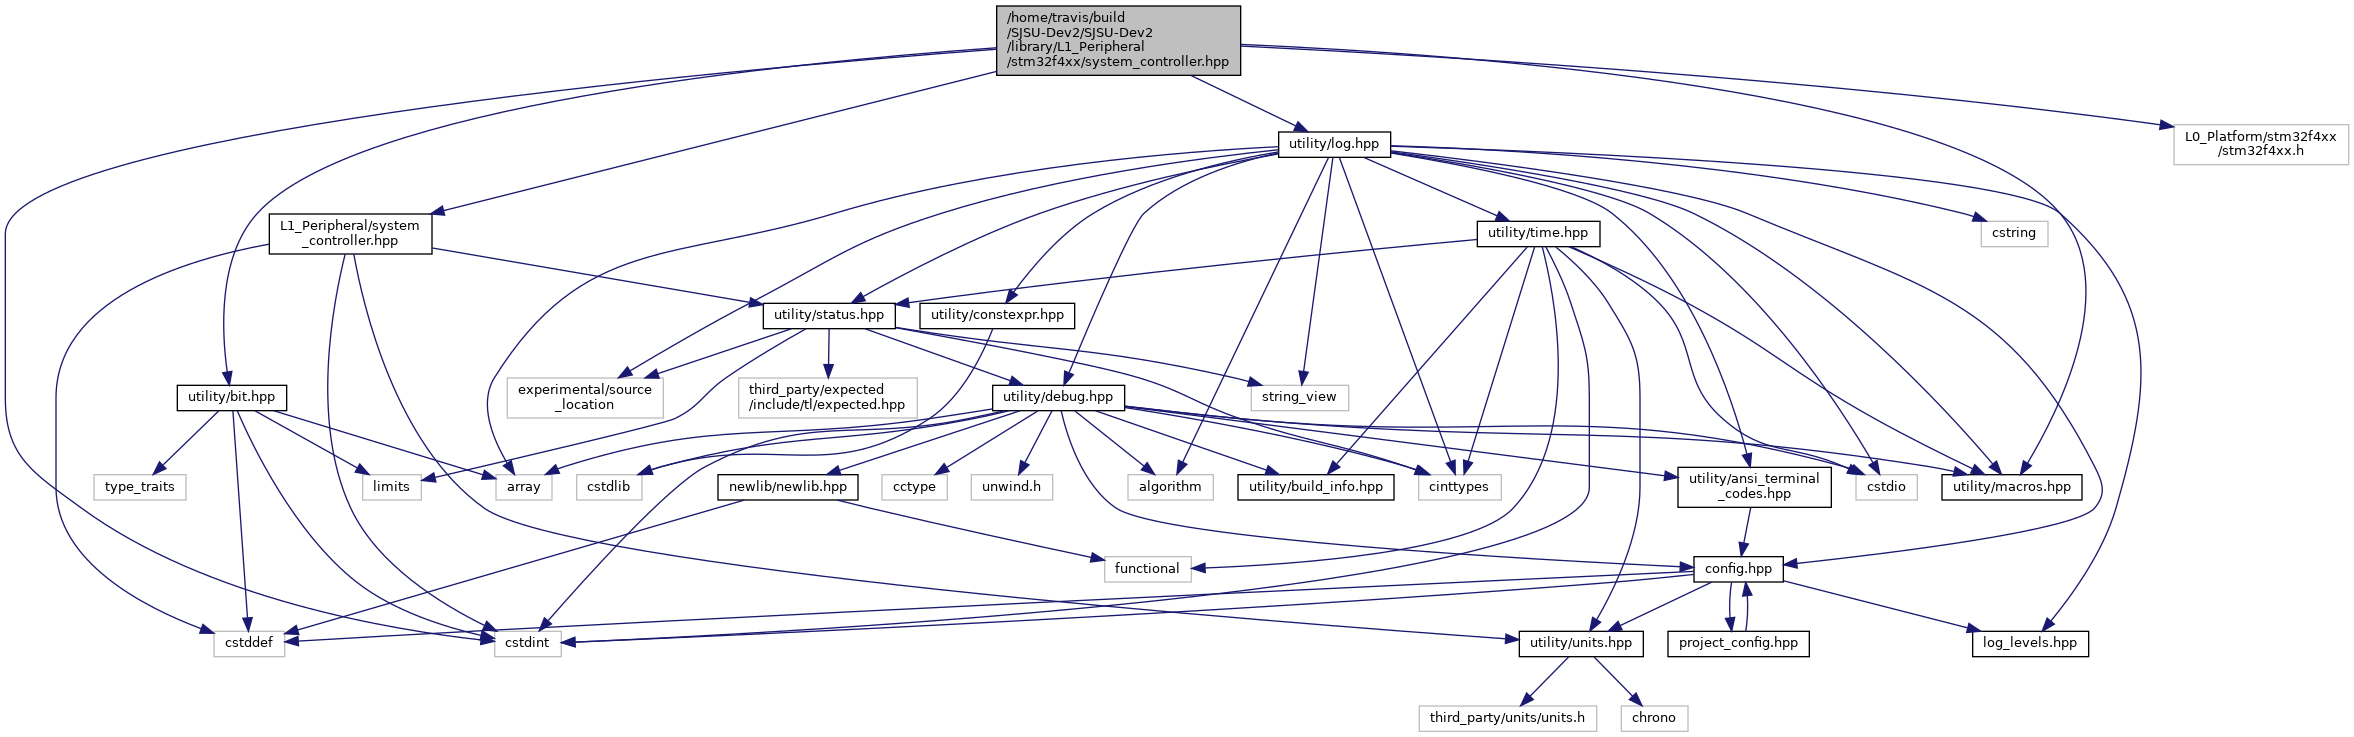 /home/travis/build
/SJSU-Dev2/SJSU-Dev2
/library/L1_Peripheral
/stm32f4xx/system_controller.hpp
utility/log.hpp
L0_Platform/stm32f4xx
/stm32f4xx.h
L1_Peripheral/system
_controller.hpp
utility/time.hpp
cstring
utility/status.hpp
utility/constexpr.hpp
utility/bit.hpp
experimental/source
_location
third_party/expected
/include/tl/expected.hpp
utility/debug.hpp
string_view
type_traits
limits
array
cstdlib
newlib/newlib.hpp
cctype
unwind.h
algorithm
utility/build_info.hpp
cinttypes
utility/ansi_terminal
_codes.hpp
cstdio
utility/macros.hpp
functional
config.hpp
cstddef
cstdint
utility/units.hpp
project_config.hpp
log_levels.hpp
third_party/units/units.h
chrono